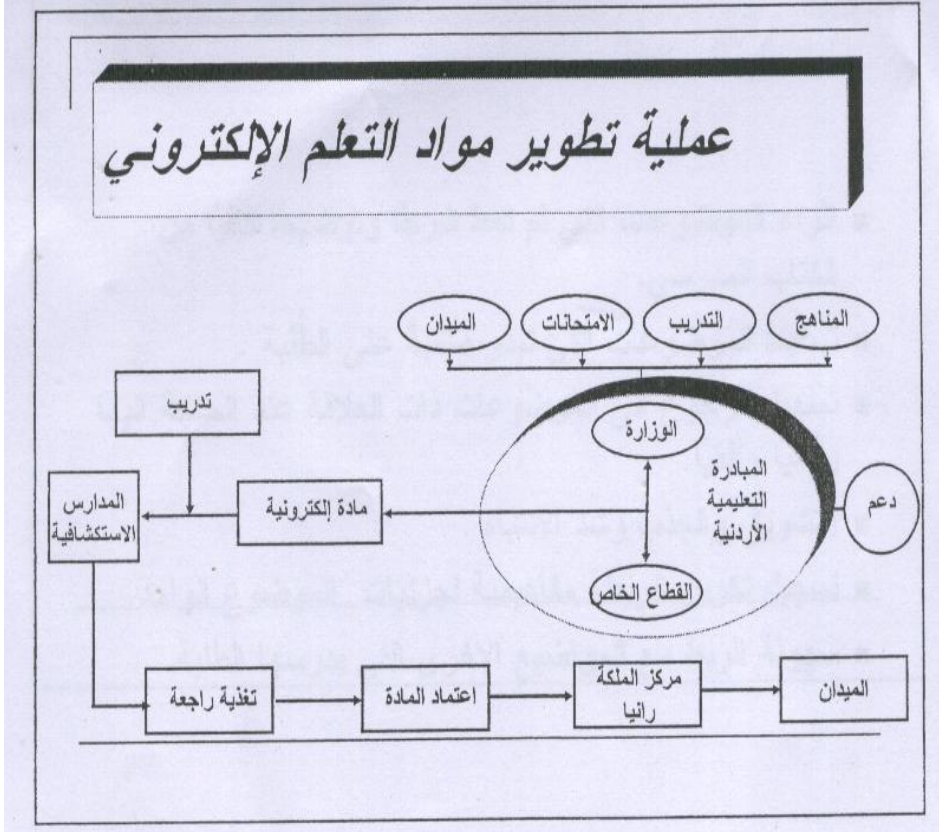 عملية تطوير مواد التعلم الإلكتروني
المناهج
التدريب
الامتحانات
الميدان
الوزارة
المبادرة
التعليمية
الأردنية
القطاع الخاص
دعم
تدريب
مادة إلكترونية
المدارس
الاستكشافية
تغذية راجعة
اعتماد المادة
مركز الملكة
رانيا
الميدان